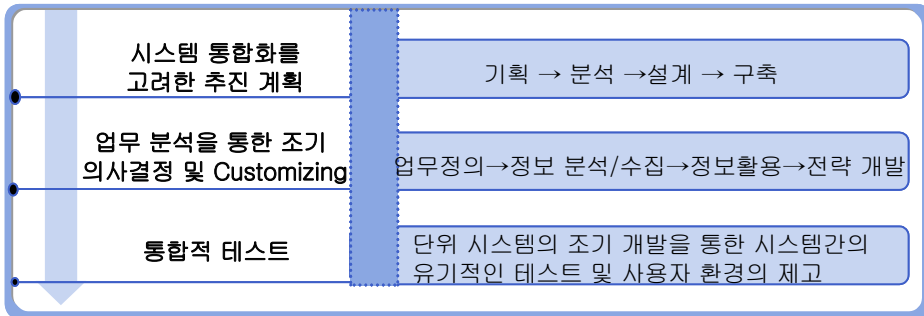 시스템 통합화를
고려한 추진 계획
기획 → 분석 →설계 → 구축
업무 분석을 통한 조기
의사결정 및 Customizing
업무정의→정보 분석/수집→정보활용→전략 개발
통합적 테스트
단위 시스템의 조기 개발을 통한 시스템간의
유기적인 테스트 및 사용자 환경의 제고